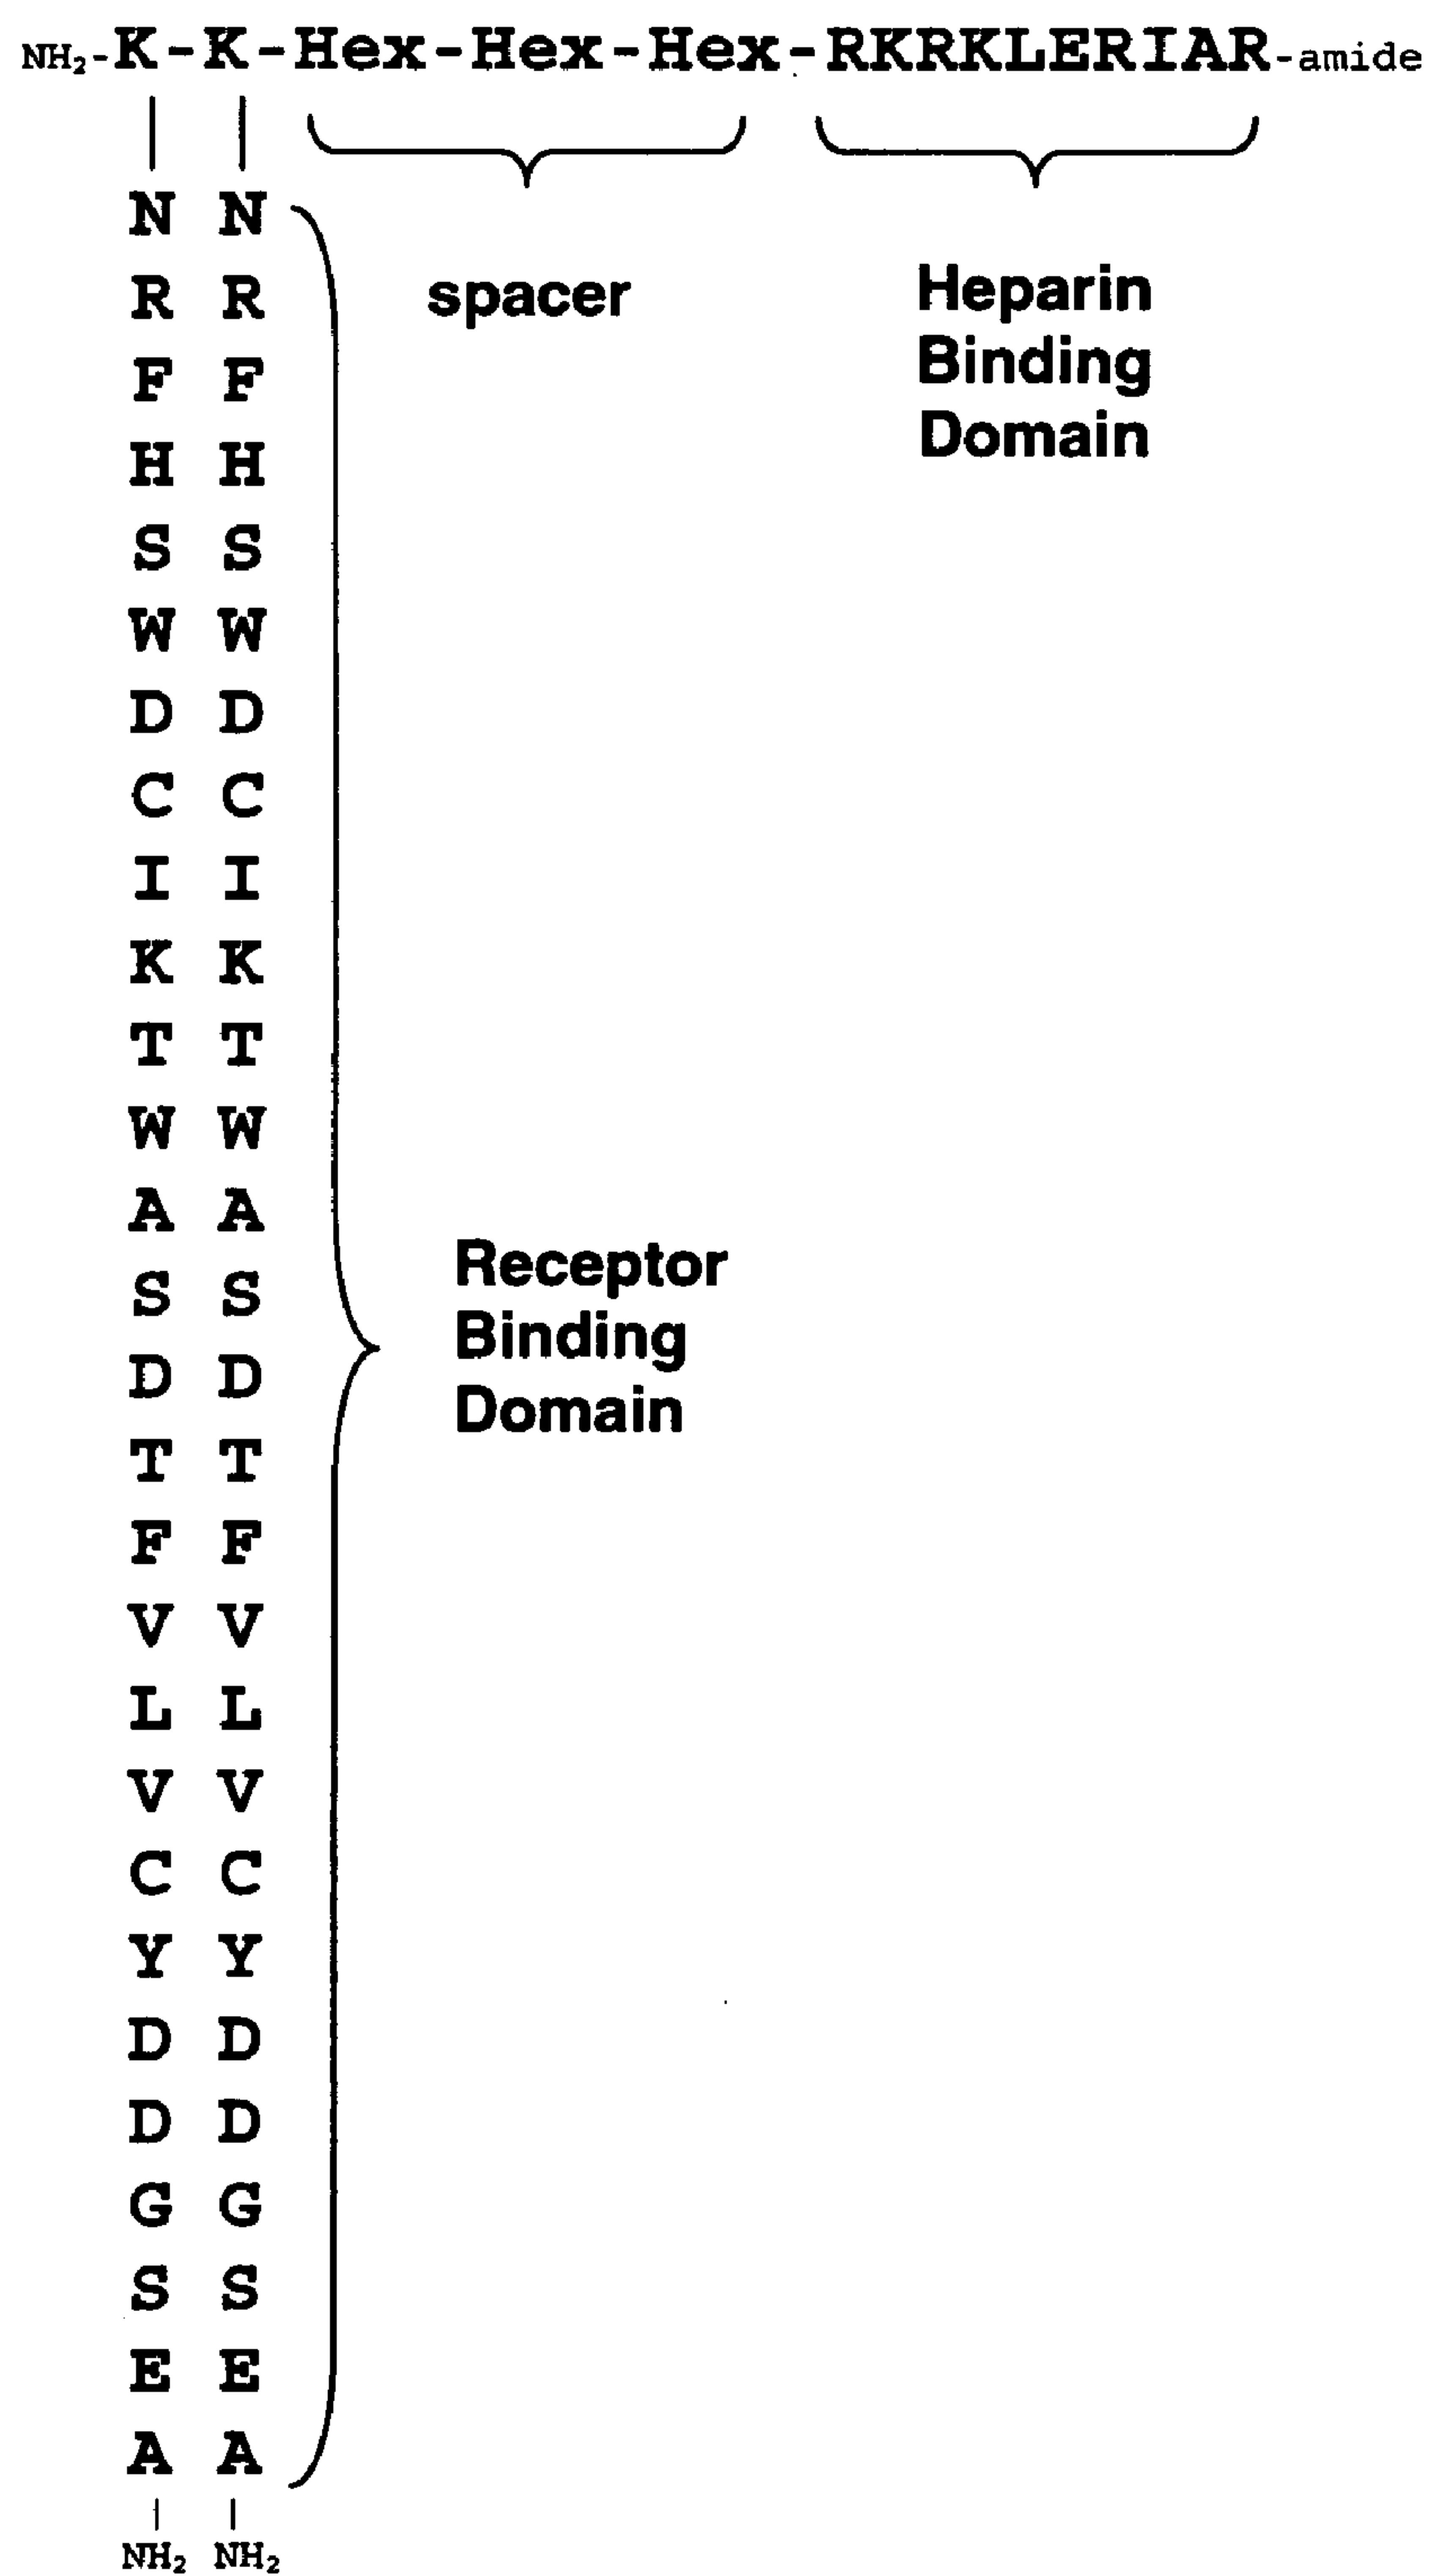 NH₂-K-K-Hex-Hex-Hex-RKRKLERIAR-amide
N N
R R
F F
H H
S S
W W
D D
C C
I I
K K
T T
W W
A A
S S
D D
T T
F F
V V
L L
V V
C C
Y Y
D D
D D
G G
S S
E E
A A
NH₂ NH₂
spacer
Heparin
Binding
Domain
Receptor
Binding
Domain